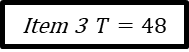 Item 3 T = 48